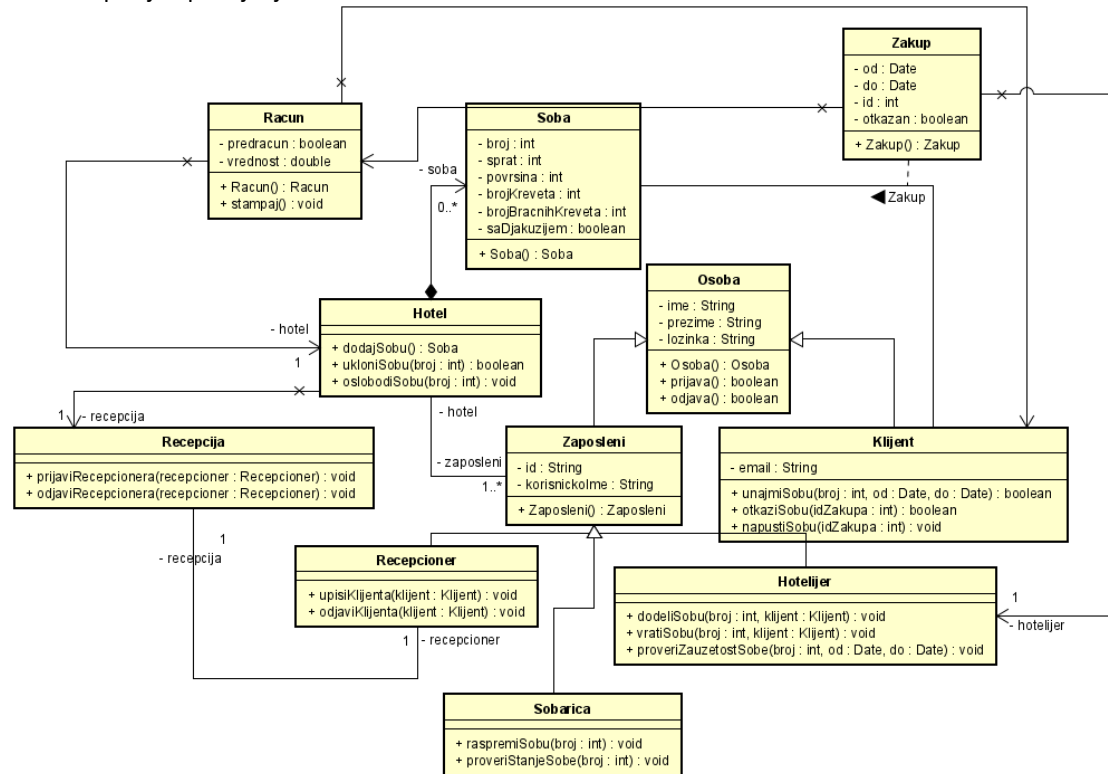 Racun
- predracun : boolean
- vrednost : double
+ Racun() : Racun
+ stampaj() : void
Soba
- broj : int
- sprat : int
- povrsina : int
- brojKreveta : int
- brojBracnihKreveta : int
- saDjakuzijem : boolean
+ Soba() : Soba
Zakup
- od : Date
- do : Date
- id : int
- otkazan : boolean
+ Zakup() : Zakup
- soba
0..*
Zakup
Osoba
- ime : String
- prezime : String
- lozinka : String
+ Osoba() : Osoba
+ prijava() : boolean
+ odjava() : boolean
- hotel
1
Hotel
+ dodajSobu() : Soba
+ ukloniSobu(broj : int) : boolean
+ oslobodiSobu(broj : int) : void
1
- recepcija
- hotel
- zaposleni
1..*
Recepcija
+ prijaviRecepcionera(recepcioner : Recepcioner) : void
+ odjaviRecepcionera(recepcioner : Recepcioner) : void
Zaposleni
- id : String
- korisnickoIme : String
+ Zaposleni() : Zaposleni
Klijent
- email : String
+ unajmiSobu(broj : int, od : Date, do : Date) : boolean
+ otkaziSobu(idZakupa : int) : boolean
+ napustiSobu(idZakupa : int) : void
1
- recepcija
Recepcioner
+ upisiKlijenta(klijent : Klijent) : void
+ odjaviKlijenta(klijent : Klijent) : void
1
- recepcioner
Hotelijer
+ dodeliSobu(broj : int, klijent : Klijent) : void
+ vratiSobu(broj : int, klijent : Klijent) : void
+ proveriZauzetostSobe(broj : int, od : Date, do : Date) : void
1
- hotelijer
Sobarica
+ raspremiSobu(broj : int) : void
+ proveriStanjeSobe(broj : int) : void